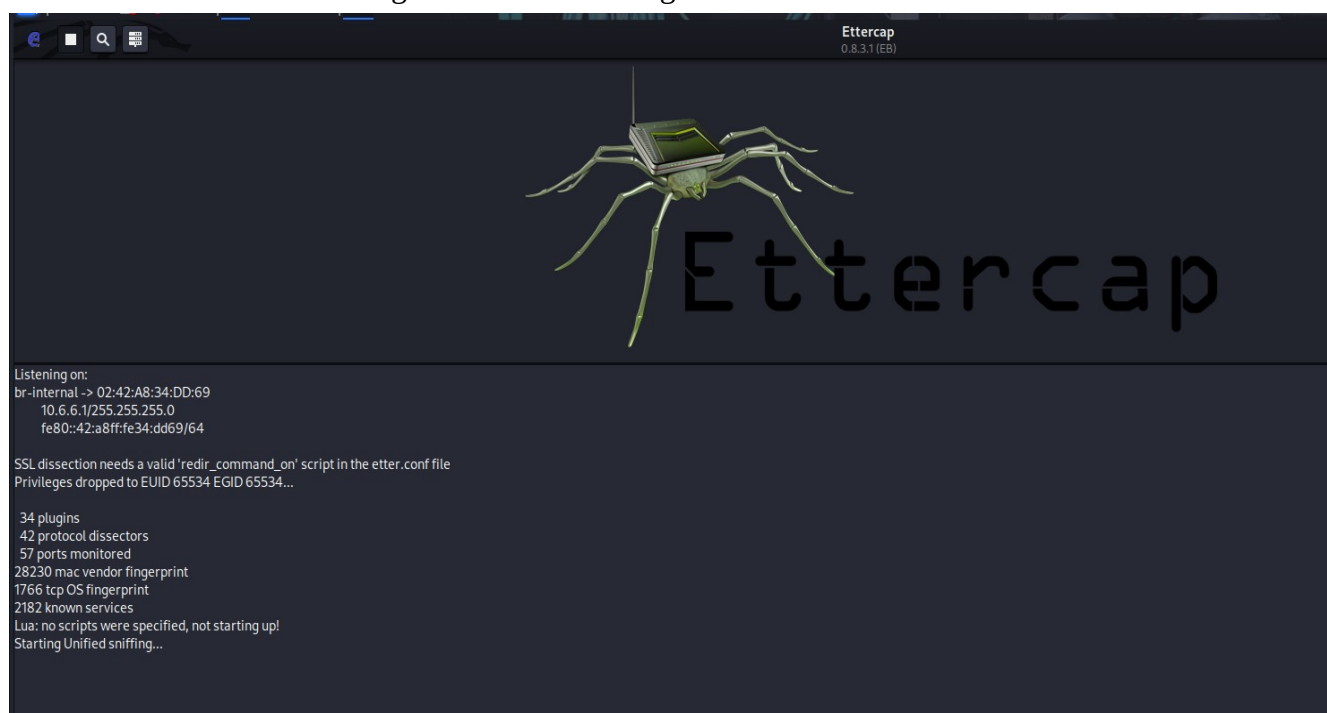 Ettercap
0.8.3.1 (EB)
Ettercap
Listening on:
br-internal -> 02:42:A8:34:DD:69
10.6.6.1/255.255.255.0
fe80::42:a8ff:fe34:dd69/64
SSL dissection needs a valid 'redir_command_on' script in the etter.conf file
Privileges dropped to EUID 65534 EGID 65534...
34 plugins
42 protocol dissectors
57 ports monitored
28230 mac vendor fingerprint
1766 tcp OS fingerprint
2182 known services
Lua: no scripts were specified, not starting up!
Starting Unified sniffing...